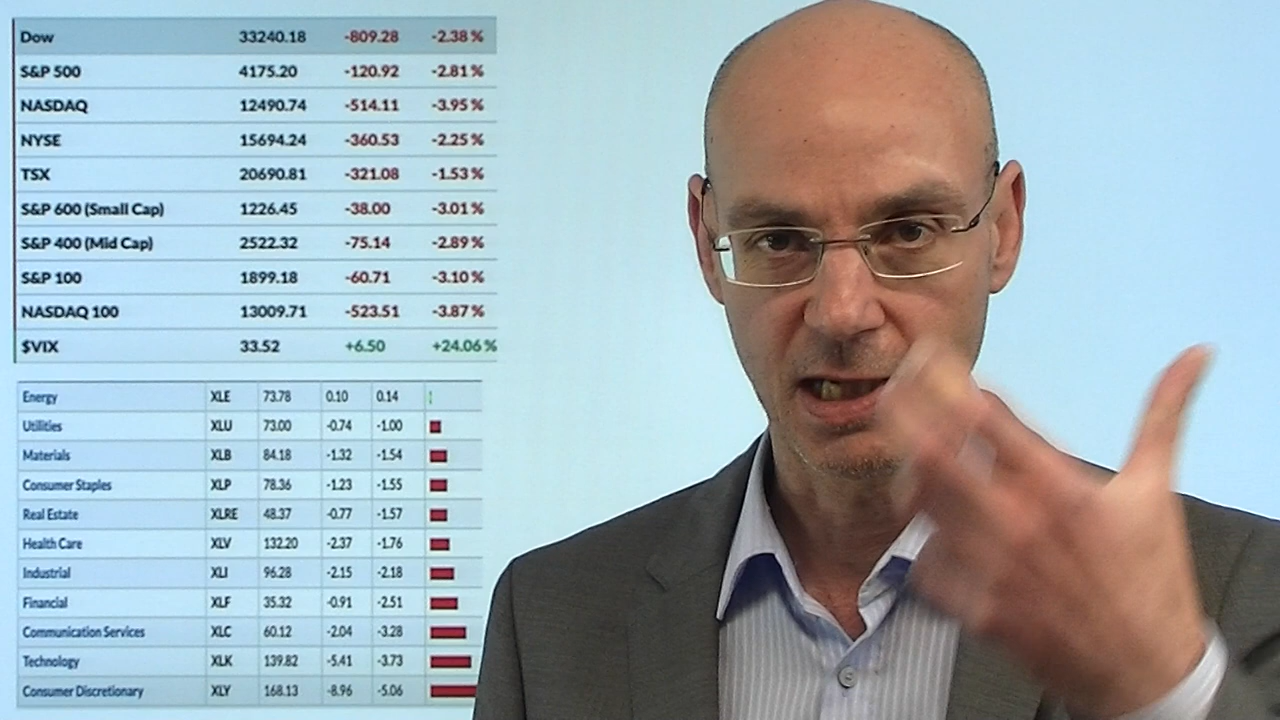 Dow 33240.18 -809.28 -2.38%
S&P 500 4175.20 -120.92 -2.81%
NASDAQ 12490.74 -514.11 -3.95%
NYSE 15694.24 -360.53 -2.25%
TSX 20690.81 -321.08 -1.53%
S&P 600 (Small Cap) 1226.45 -38.00 -3.01%
S&P 400 (Mid Cap) 2522.32 -75.14 -2.89%
S&P 100 1899.18 -60.71 -3.10%
NASDAQ 100 13009.71 -523.51 -3.87%
$VIX 33.52 +6.50 +24.06%
Energy XLE 73.78 0.10 0.14
Utilities XLU 73.00 -0.74 -1.00
Materials XLB 84.18 -1.32 -1.54
Consumer Staples XLP 78.36 -1.23 -1.55
Real Estate XLRE 48.37 -0.77 -1.57
Health Care XLV 132.20 -2.37 -1.76
Industrial XLI 96.28 -2.15 -2.18
Financial XLF 35.32 -0.91 -2.51
Communication Services XLC 60.12 -2.04 -3.28
Technology XLK 139.82 -5.41 -3.73
Consumer Discretionary XLY 168.13 -8.96 -5.06